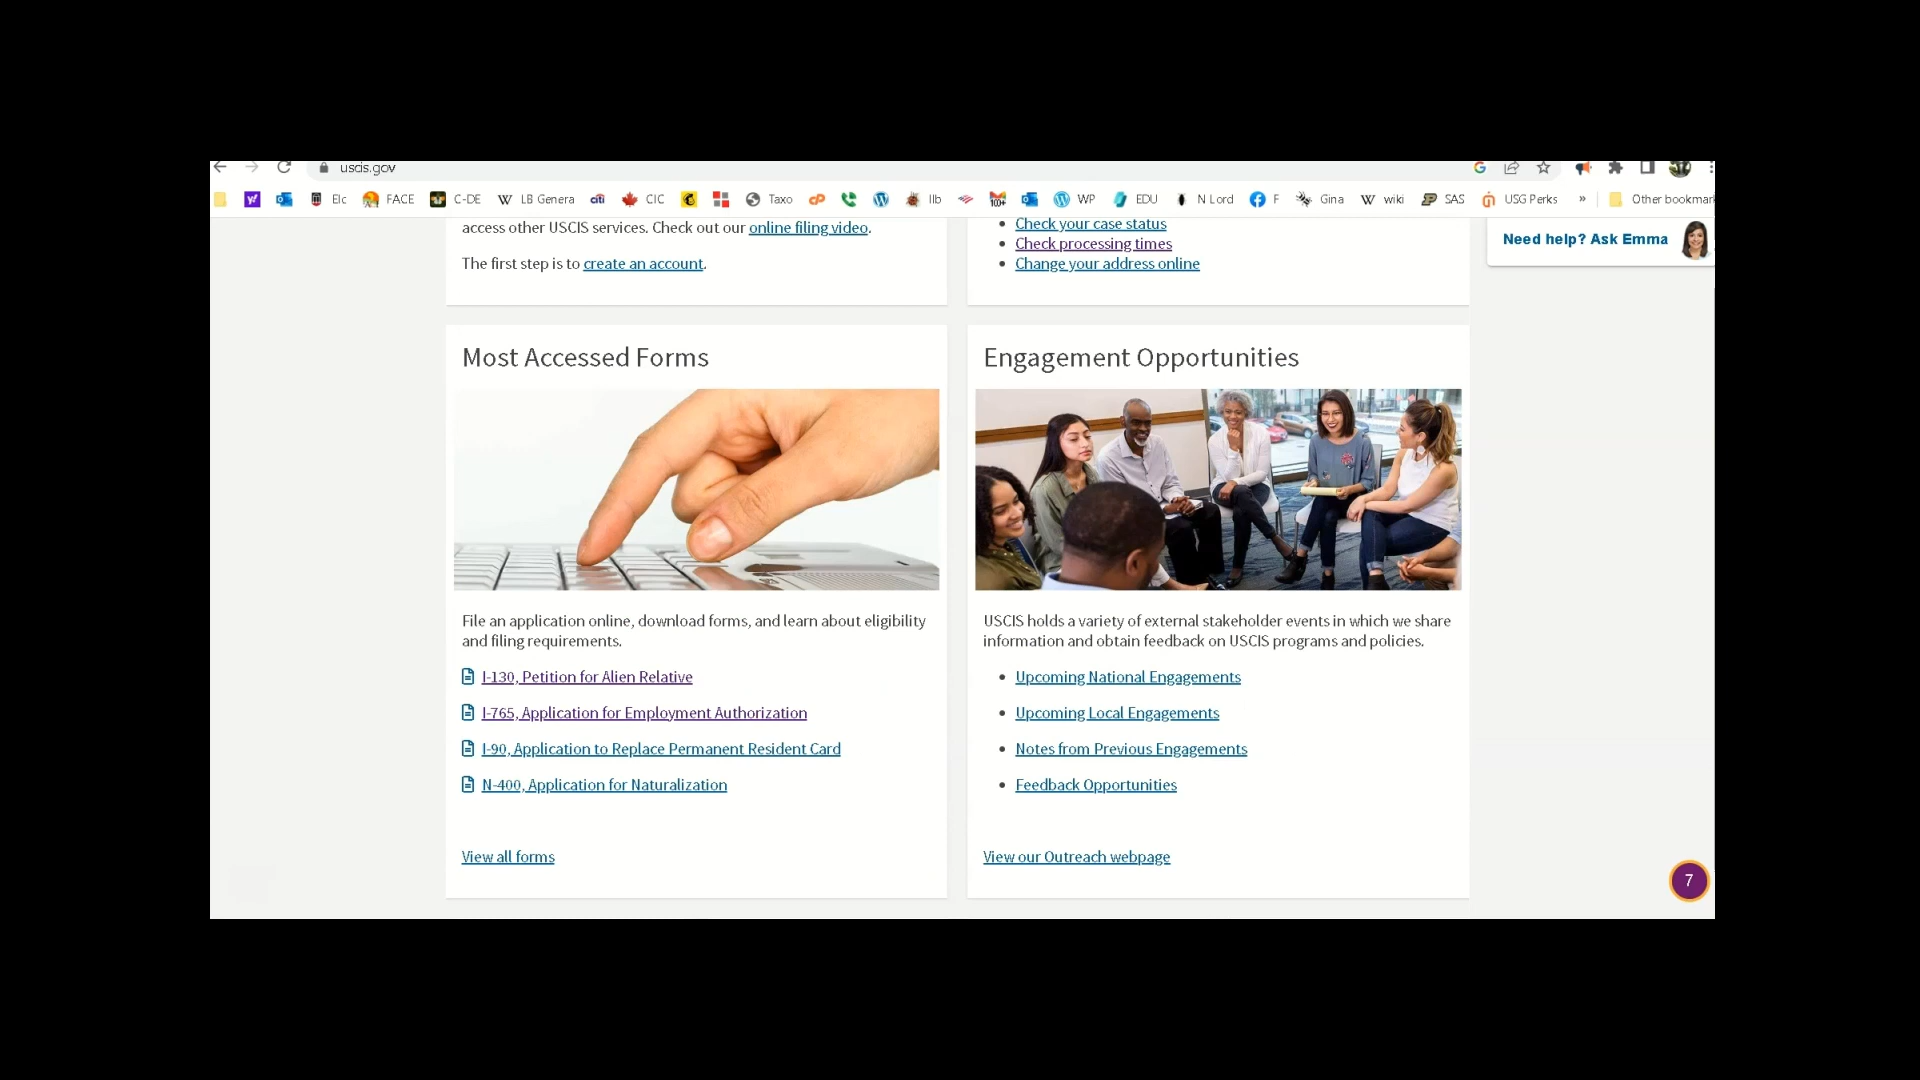 uscis.gov
Elc FACE C-DE LB Genera citi CIC Taxo cP llb WP EDU N Lord F Gina wiki SAS USG Perks » Other bookmar
access other USCIS services. Check out our online filing video.
The first step is to create an account.
Check your case status
Check processing times
Change your address online
Need help? Ask Emma
Most Accessed Forms
File an application online, download forms, and learn about eligibility
and filing requirements.
I-130, Petition for Alien Relative
I-765, Application for Employment Authorization
I-90, Application to Replace Permanent Resident Card
N-400, Application for Naturalization
View all forms
Engagement Opportunities
USCIS holds a variety of external stakeholder events in which we share
information and obtain feedback on USCIS programs and policies.
Upcoming National Engagements
Upcoming Local Engagements
Notes from Previous Engagements
Feedback Opportunities
View our Outreach webpage
7